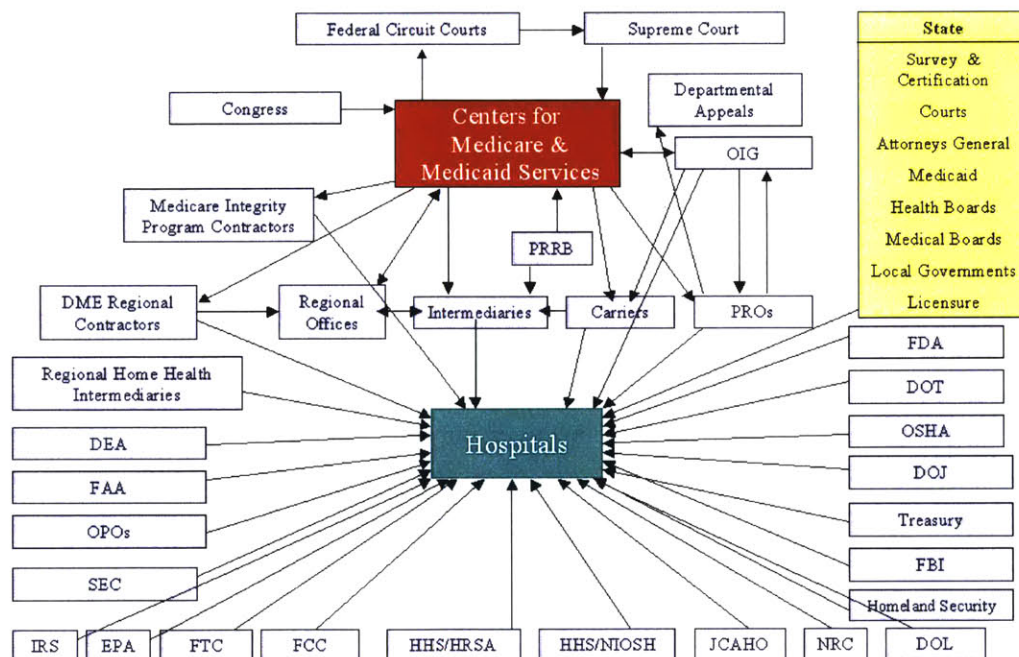 Federal Circuit Courts
Supreme Court
State
Survey &
Certification
Courts
Attorneys General
Medicaid
Health Boards
Medical Boards
Local Governments
Licensure
Congress
Centers for
Medicare &
Medicaid Services
Departmental
Appeals
OIG
Medicare Integrity
Program Contractors
PRRB
DME Regional
Contractors
Regional
Offices
Intermediaries
Carriers
PROs
Regional Home Health
Intermediaries
Hospitals
FDA
DOT
OSHA
DOJ
Treasury
FBI
Homeland Security
DEA
FAA
OPOs
SEC
IRS
EPA
FTC
FCC
HHS/HRSA
HHS/NIOSH
JCAHO
NRC
DOL